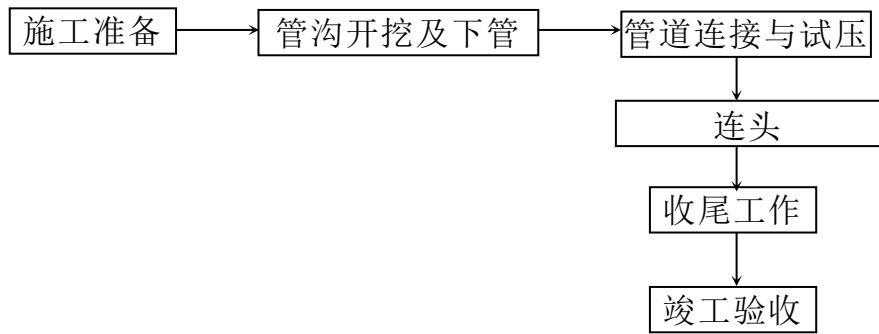 施工准备
管沟开挖及下管
管道连接与试压
连头
收尾工作
竣工验收